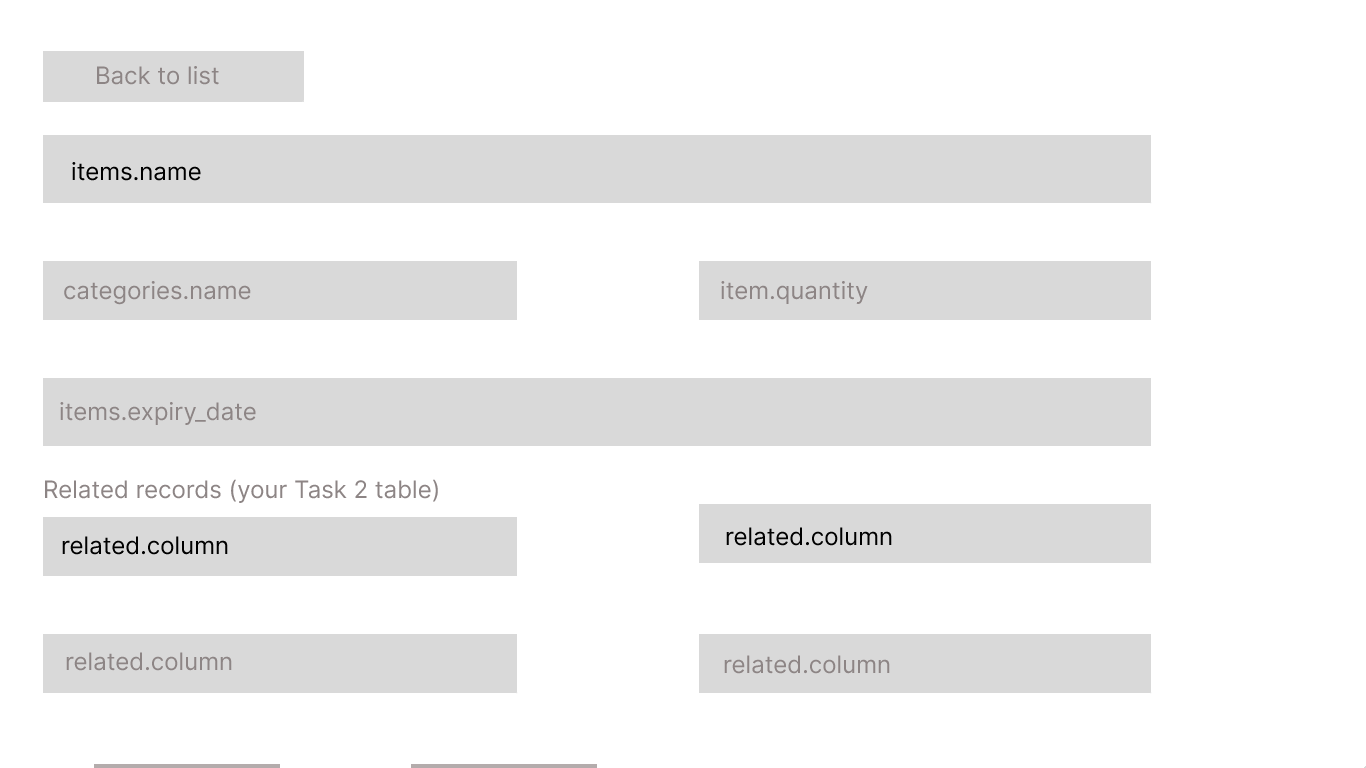 Back to list
items.name
categories.name
item.quantity
items.expiry_date
Related records (your Task 2 table)
related.column
related.column
related.column
related.column